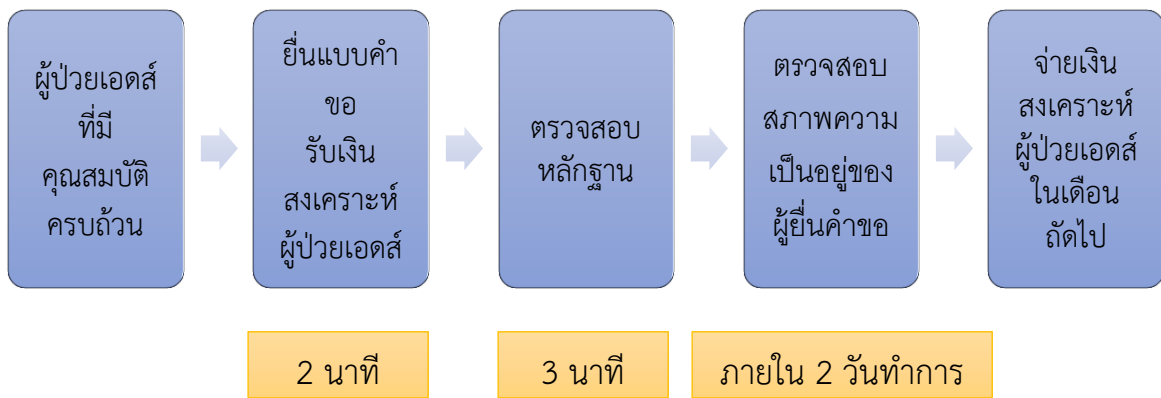 ผู้ป่วยเอดส์
ที่มี
คุณสมบัติ
ครบถ้วน
ยื่นแบบคำ
ขอ
รับเงิน
สงเคราะห์
ผู้ป่วยเอดส์
ตรวจสอบ
หลักฐาน
ตรวจสอบ
สภาพความ
เป็นอยู่ของ
ผู้ยื่นคำขอ
จ่ายเงิน
สงเคราะห์
ผู้ป่วยเอดส์
ในเดือน
ถัดไป
2 นาที
3 นาที
ภายใน 2 วันทำการ